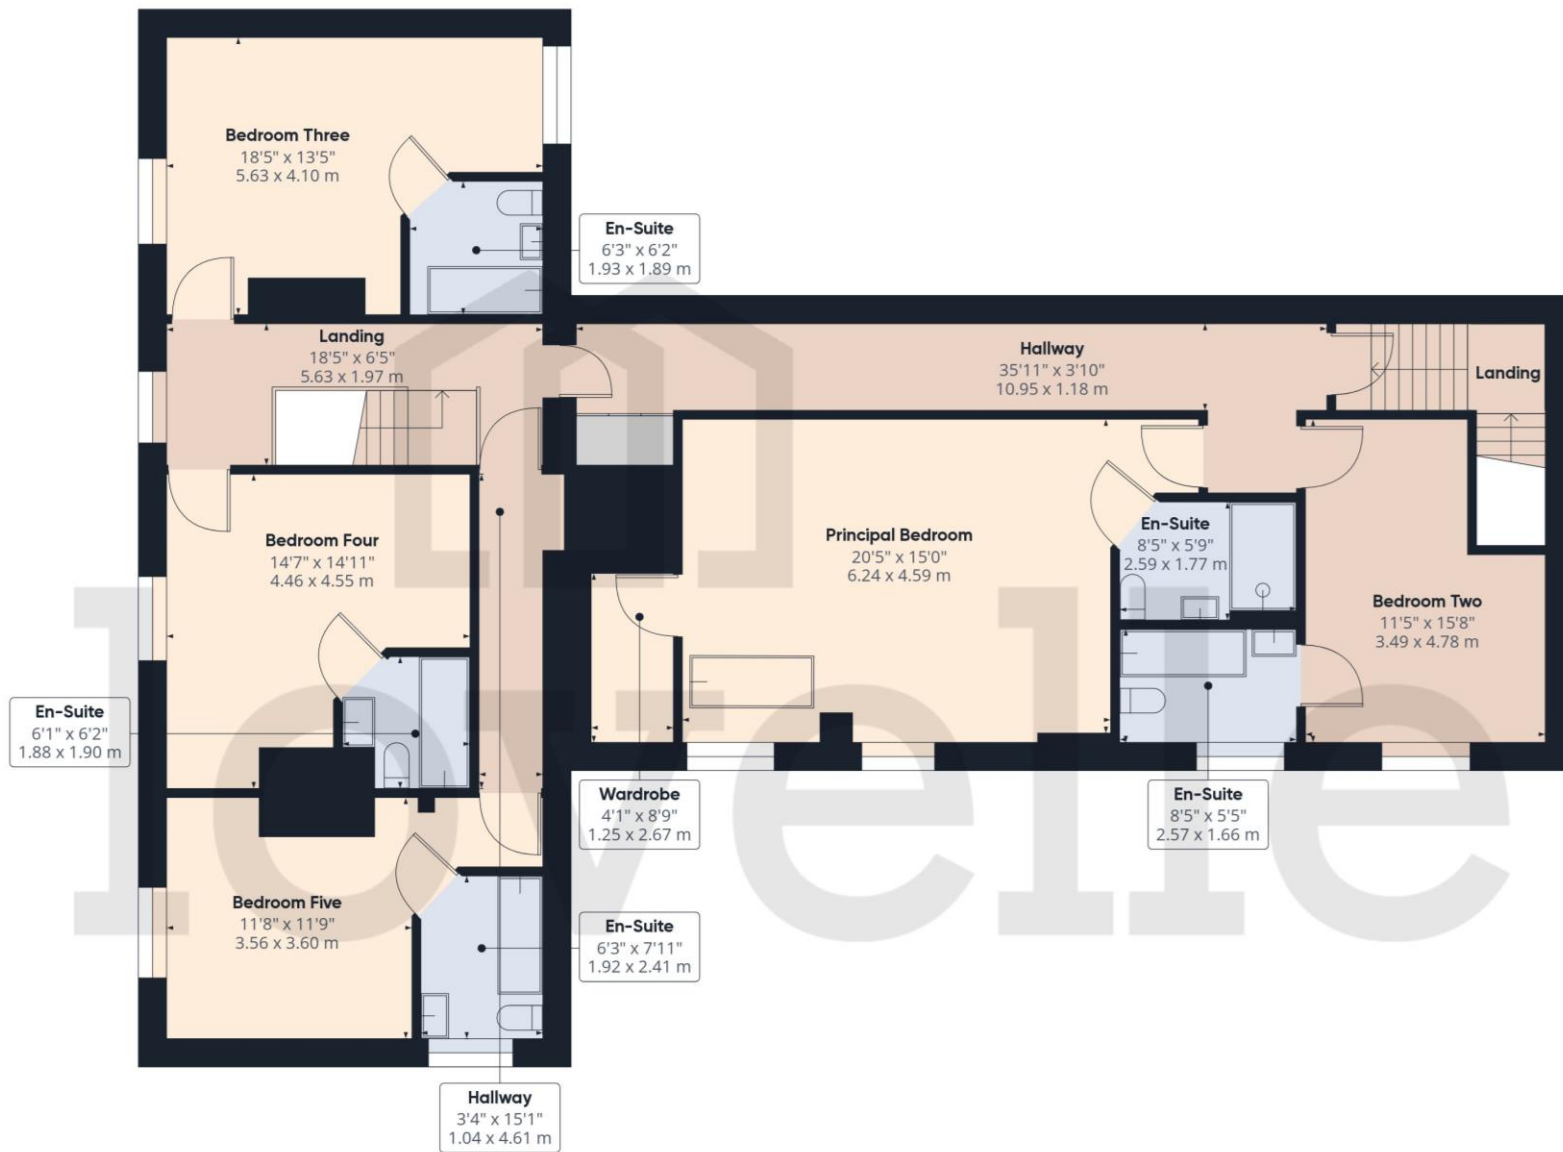 Bedroom Three
18'5" x 13'5"
5.63 x 4.10 m
En-Suite
6'3" x 6'2"
1.93 x 1.89 m
Landing
18'5" x 6'5"
5.63 x 1.97 m
Hallway
35'11" x 3'10"
10.95 x 1.18 m
Landing
Bedroom Four
14'7" x 14'11"
4.46 x 4.55 m
Principal Bedroom
20'5" x 15'0"
6.24 x 4.59 m
En-Suite
8'5" x 5'9"
2.59 x 1.77 m
Bedroom Two
11'5" x 15'8"
3.49 x 4.78 m
En-Suite
6'1" x 6'2"
1.88 x 1.90 m
Wardrobe
4'1" x 8'9"
1.25 x 2.67 m
En-Suite
8'5" x 5'5"
2.57 x 1.66 m
lovelle
Bedroom Five
11'8" x 11'9"
3.56 x 3.60 m
En-Suite
6'3" x 7'11"
1.92 x 2.41 m
Hallway
3'4" x 15'1"
1.04 x 4.61 m